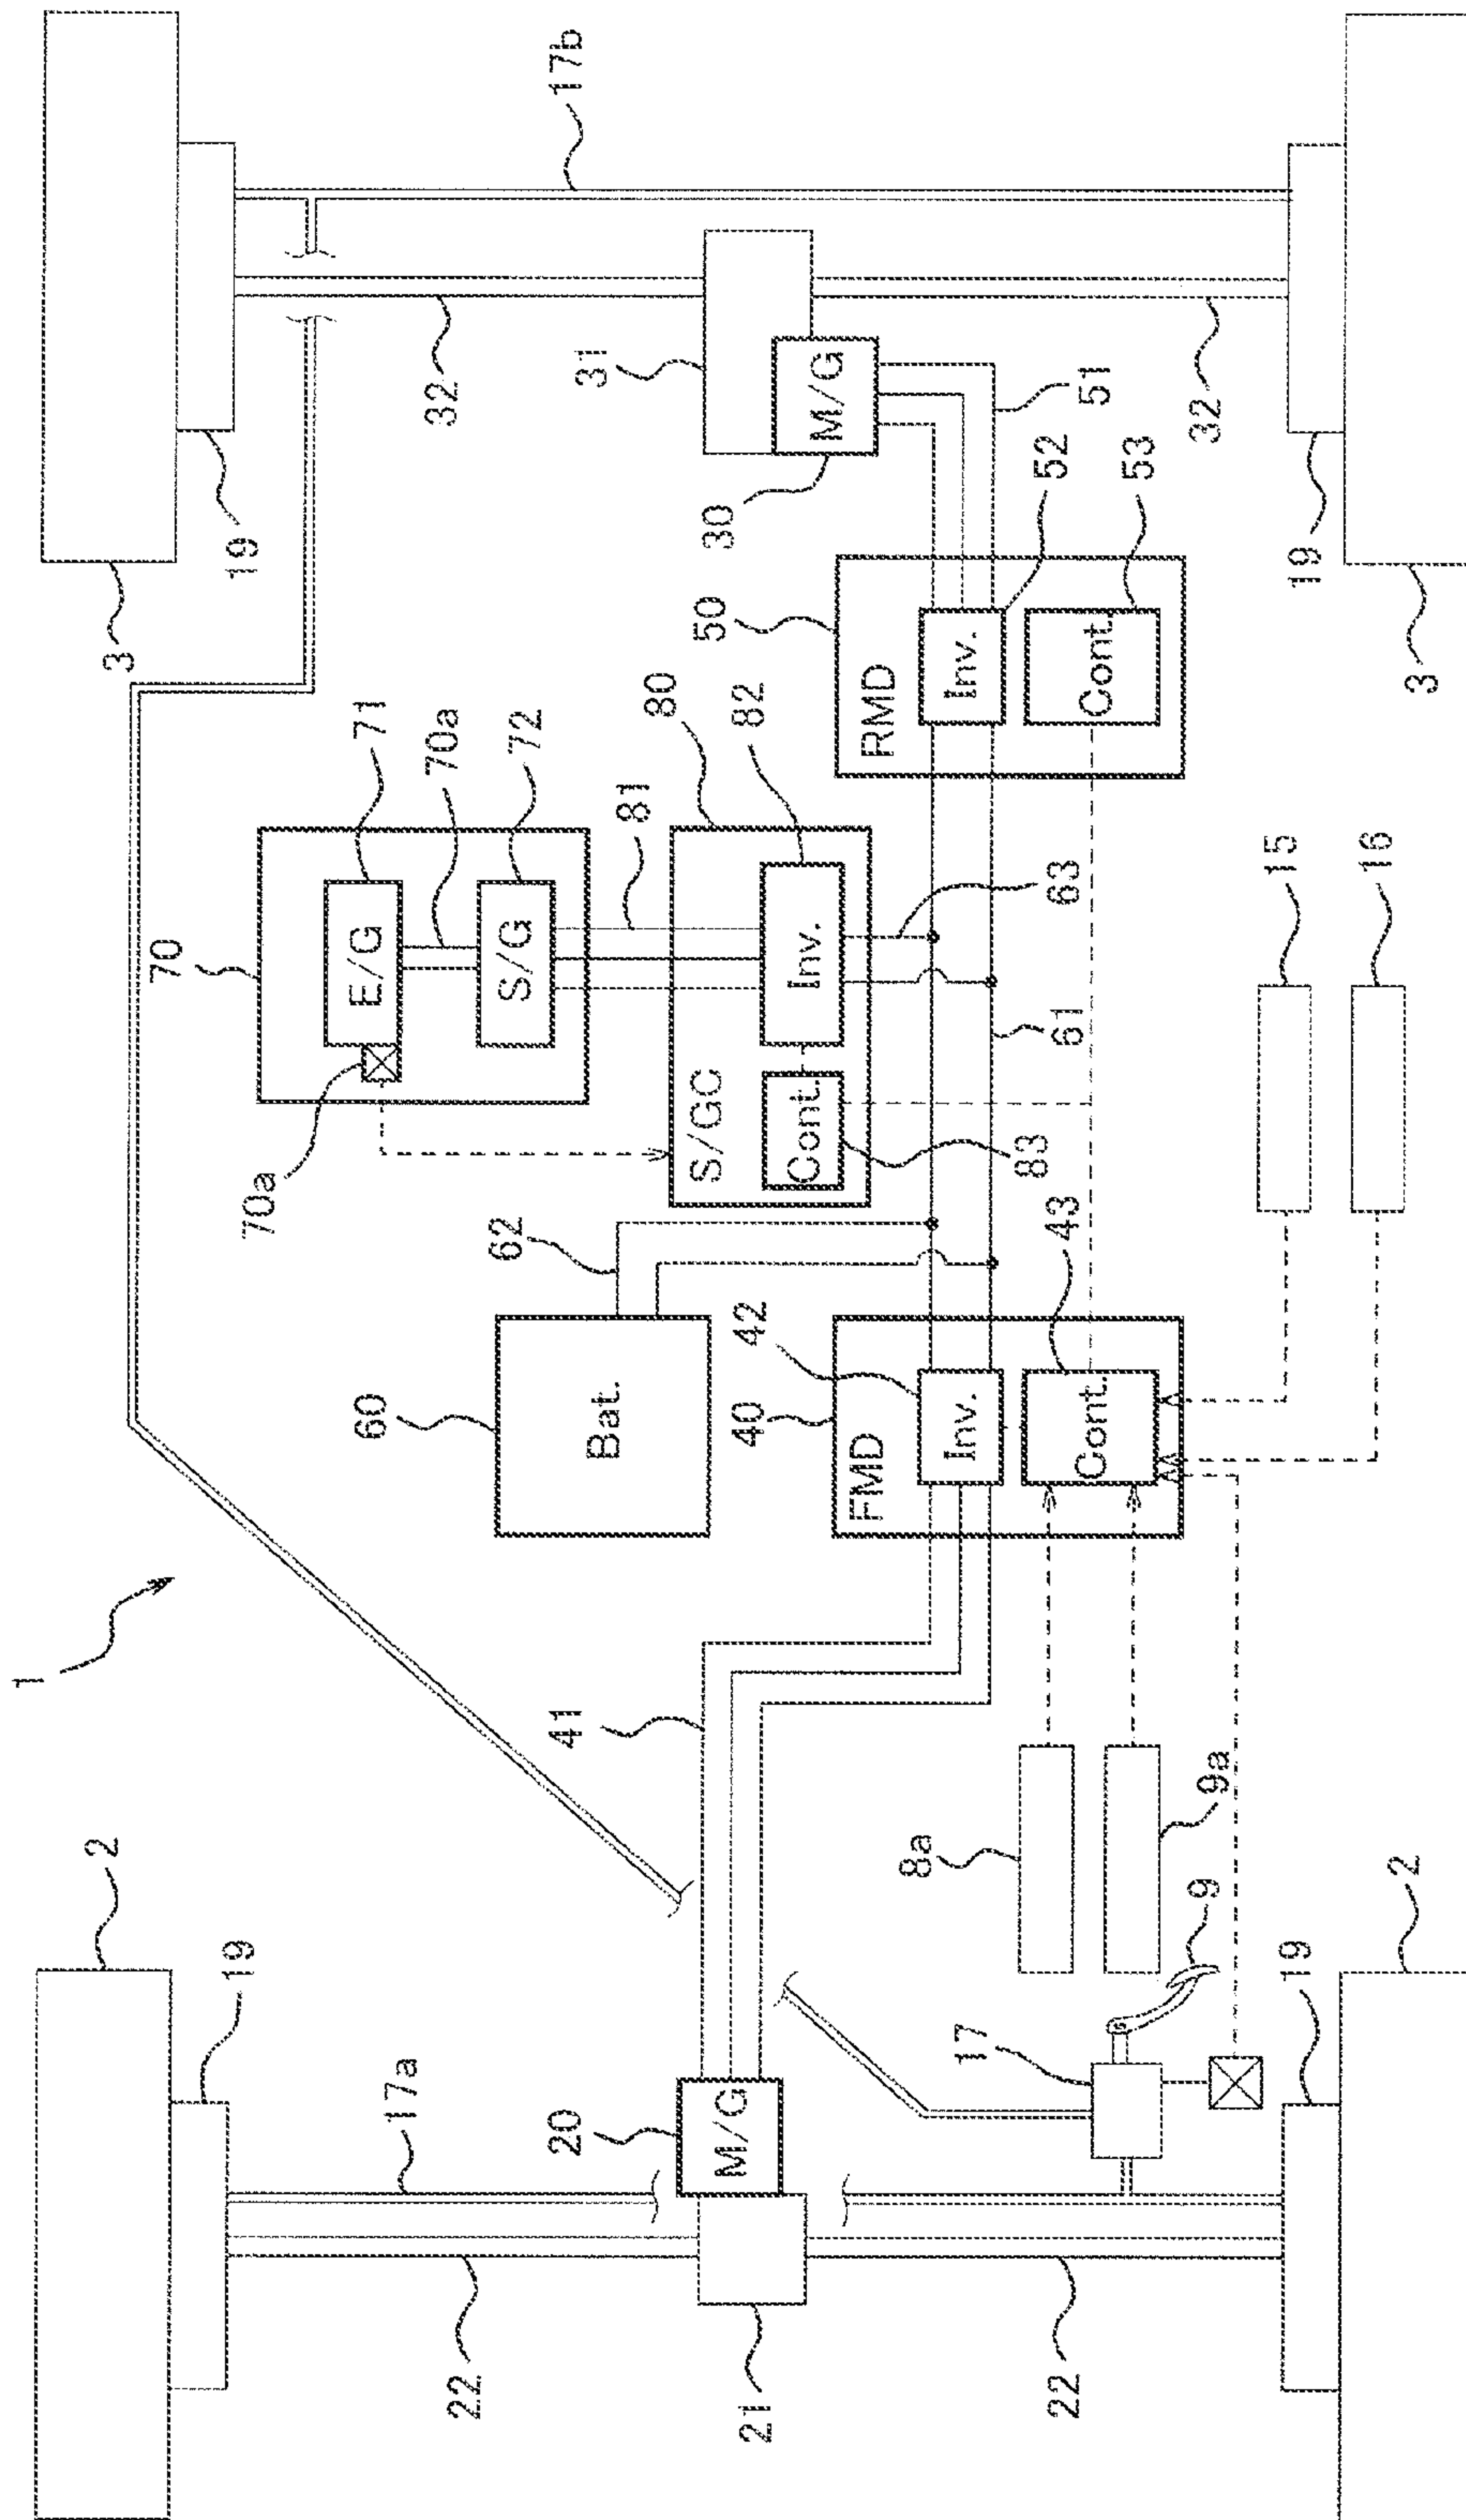 1
2
19
17a
22
21
20
M/G
22
19
2
17
9
8a
9a
41
60
Bat.
62
40
FMD
42
Inv.
Cont.
43
15
16
70
70a
E/G
71
70a
S/G
72
81
80
S/GC
82
Inv.
Cont.
83
63
61
50
RMD
Inv.
52
Cont.
53
51
30
M/G
31
32
32
17b
3
19
19
3